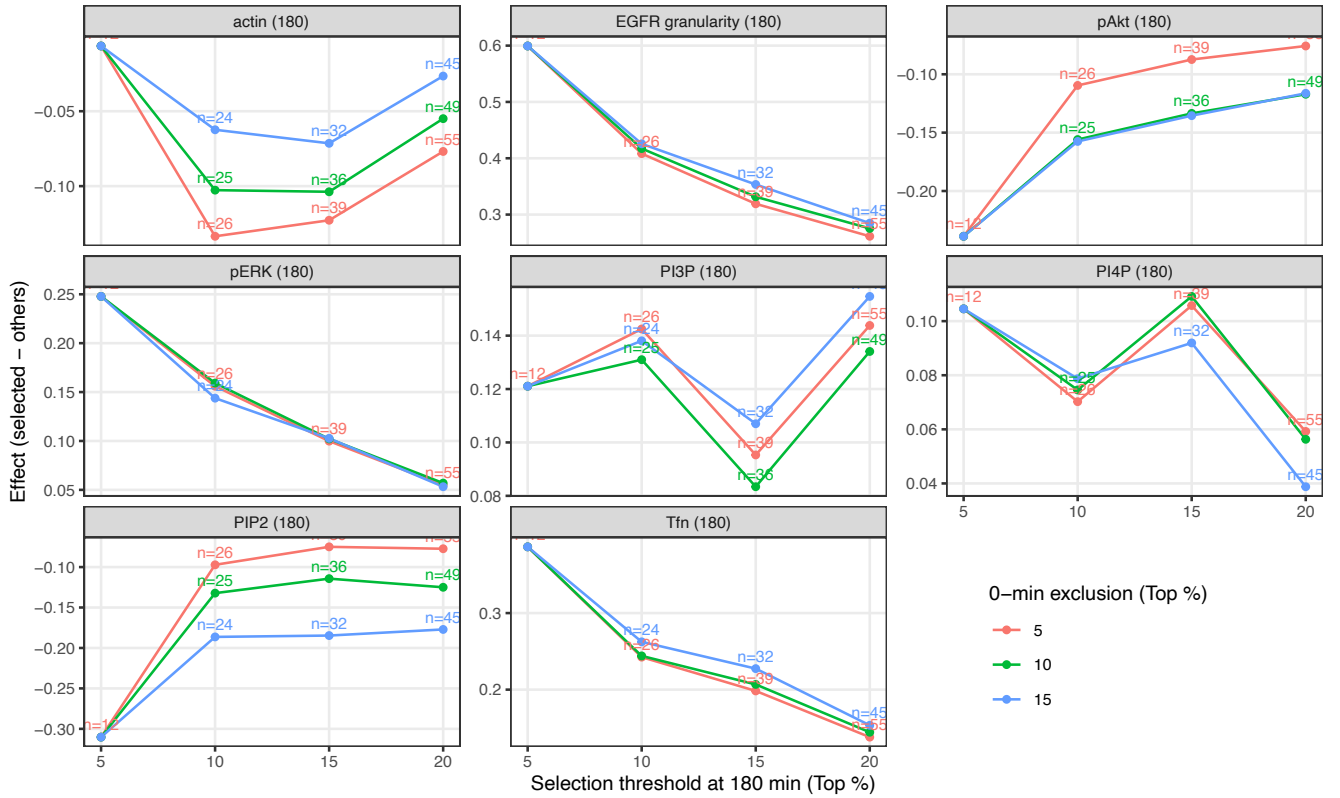 actin (180)
EGFR granularity (180)
pAkt (180)
n=45
n=24
n=32
n=49
n=55
n=25
n=36
n=26
n=39
−0.05
−0.10
n=26
n=32
n=39
n=45
n=55
0.6
0.5
0.4
0.3
n=39
n=26
n=49
n=36
n=25
n=12
−0.10
−0.15
−0.20
pERK (180)
PI3P (180)
PI4P (180)
n=26
n=24
n=39
n=55
0.25
0.20
0.15
0.10
0.05
n=26
n=24
n=25
n=12
n=32
n=39
n=36
n=55
n=49
0.14
0.12
0.10
0.08
n=12
n=39
n=32
n=25
n=26
n=55
n=45
0.10
0.08
0.06
0.04
5 10 15 20
PIP2 (180)
Tfn (180)
n=26
n=25
n=36
n=49
n=24
n=32
n=45
−0.10
−0.15
−0.20
−0.25
−0.30
n=24
n=26
n=32
n=39
n=45
n=55
0.3
0.2
5 10 15 20
5 10 15 20
Selection threshold at 180 min (Top %)
Effect (selected − others)
0−min exclusion (Top %)
5
10
15